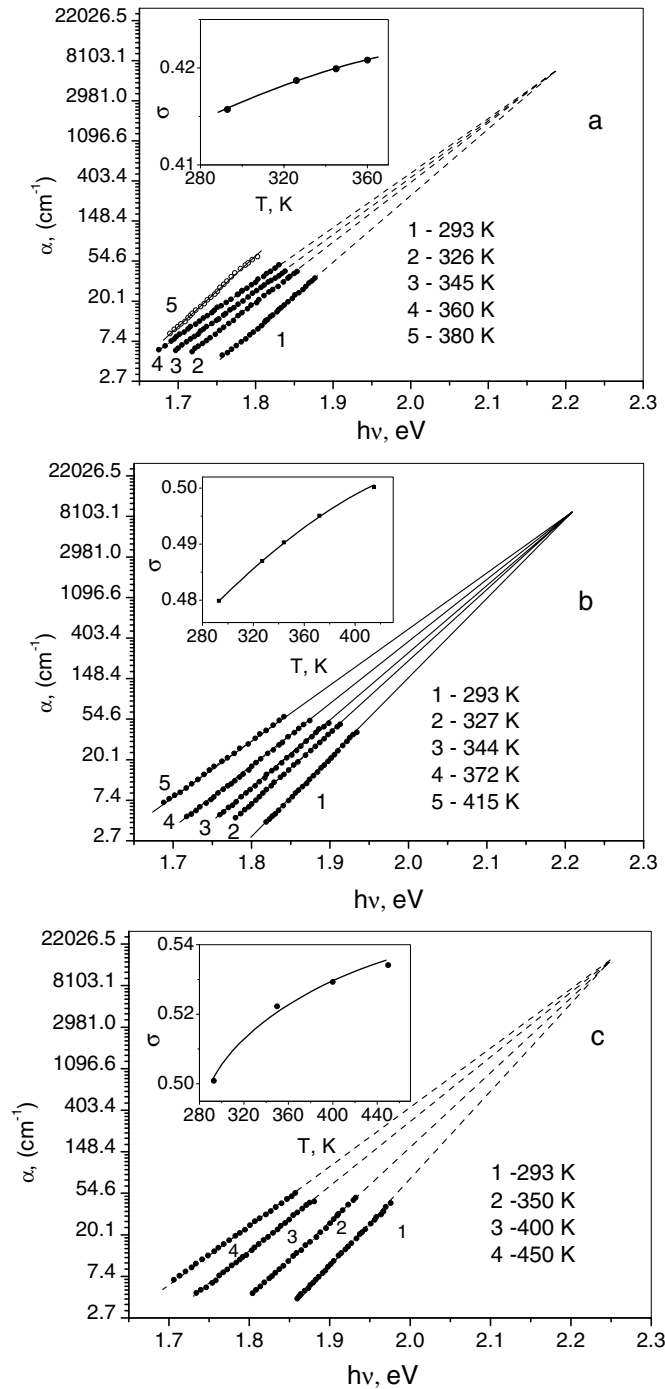 22026.5
8103.1
2981.0
1096.6
403.4
148.4
54.6
20.1
7.4
2.7
α, (cm⁻¹)
0.42
0.41
σ
280 320 360
T, K
a
1 - 293 K
2 - 326 K
3 - 345 K
4 - 360 K
5 - 380 K
5
4 3 2
1
1.7 1.8 1.9 2.0 2.1 2.2 2.3
hν, eV
22026.5
8103.1
2981.0
1096.6
403.4
148.4
54.6
20.1
7.4
2.7
α, (cm⁻¹)
0.50
0.49
0.48
σ
280 320 360 400
T, K
b
1 - 293 K
2 - 327 K
3 - 344 K
4 - 372 K
5 - 415 K
5
4 3 2
1
1.7 1.8 1.9 2.0 2.1 2.2 2.3
hν, eV
22026.5
8103.1
2981.0
1096.6
403.4
148.4
54.6
20.1
7.4
2.7
α, (cm⁻¹)
0.54
0.52
0.50
σ
280 320 360 400 440
T, K
c
1 -293 K
2 -350 K
3 -400 K
4 -450 K
4 3 2 1
1.7 1.8 1.9 2.0 2.1 2.2 2.3
hν, eV